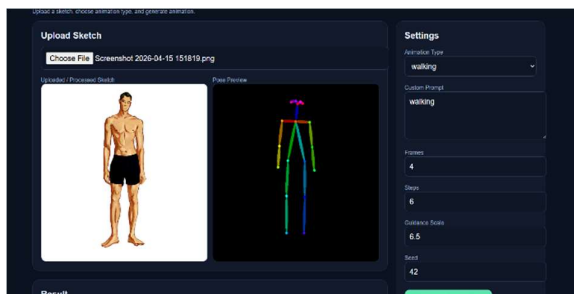 Upload a sketch, choose animation type, and generate animation.
Upload Sketch
Choose File Screenshot 2026-04-15 151819.png
Uploaded / Processed Sketch
Pose Preview
Result
Settings
Animation Type
walking
Custom Prompt
walking
Frames
4
Steps
6
Guidance Scale
6.5
Seed
42